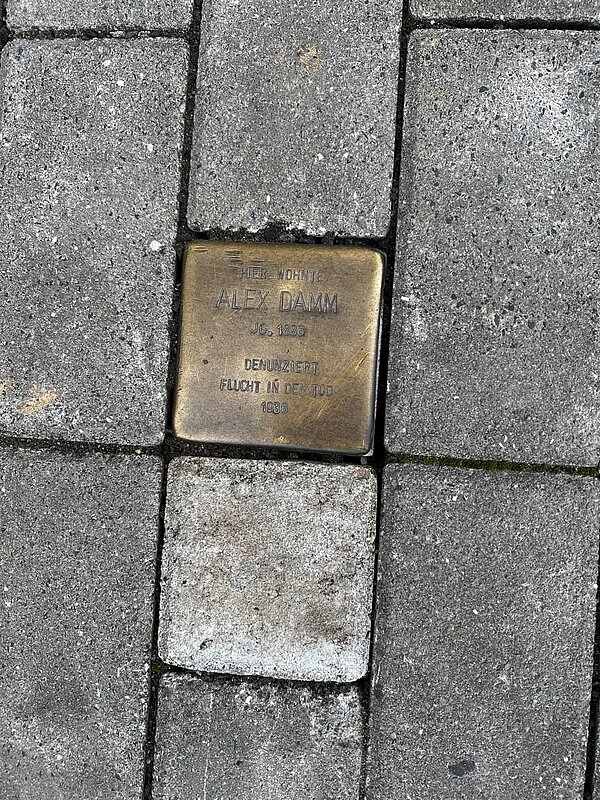 HIER WOHNTE
ALEX DAMM
JG.
DENUNZIERT
FLUCHT IN DEN TOD